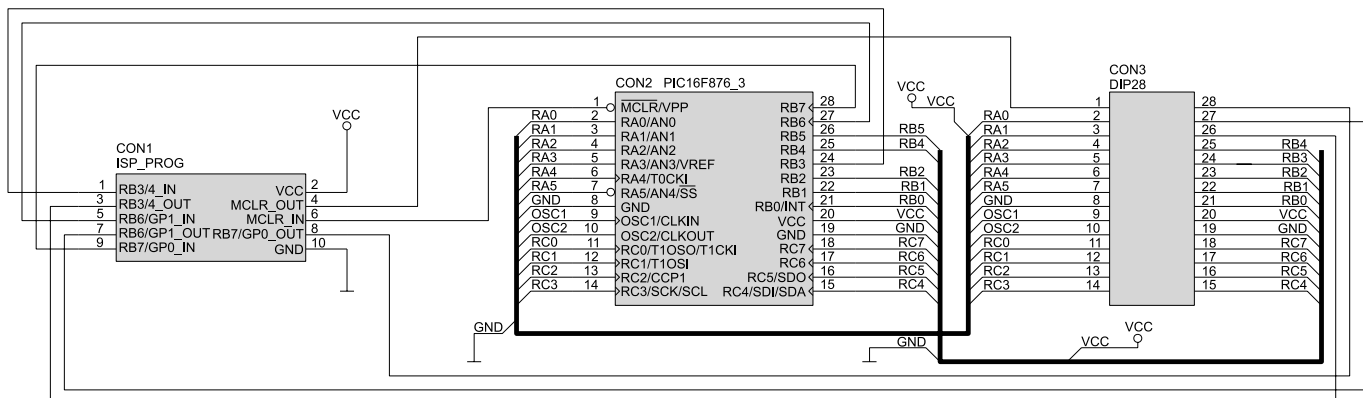 CON1
ISP_PROG
VCC
1 RB3/4_IN VCC 2
3 RB3/4_OUT MCLR_OUT 4
5 RB6/GP1_IN MCLR_IN 6
7 RB6/GP1_OUT RB7/GP0_OUT 8
9 RB7/GP0_IN GND 10
CON2 PIC16F876_3
1 MCLR/VPP RB7 28
RA0 2 RA0/AN0 RB6 27
RA1 3 RA1/AN1 RB5 26 RB5
RA2 4 RA2/AN2 RB4 25 RB4
RA3 5 RA3/AN3/VREF RB3 24
RA4 6 RA4/T0CKI RB2 23 RB2
RA5 7 RA5/AN4/SS RB1 22 RB1
GND 8 GND RB0/INT 21 RB0
OSC1 9 OSC1/CLKIN VCC 20 VCC
OSC2 10 OSC2/CLKOUT GND 19 GND
RC0 11 RC0/T1OSO/T1CKI RC7 18 RC7
RC1 12 RC1/T1OSI RC6 17 RC6
RC2 13 RC2/CCP1 RC5/SDO 16 RC5
RC3 14 RC3/SCK/SCL RC4/SDI/SDA 15 RC4
GND
VCC
VCC
CON3
DIP28
1 28
RA0 2 27
RA1 3 26
RA2 4 25 RB4
RA3 5 24 RB3
RA4 6 23 RB2
RA5 7 22 RB1
GND 8 21 RB0
OSC1 9 20 VCC
OSC2 10 19 GND
RC0 11 18 RC7
RC1 12 17 RC6
RC2 13 16 RC5
RC3 14 15 RC4
GND
VCC
VCC